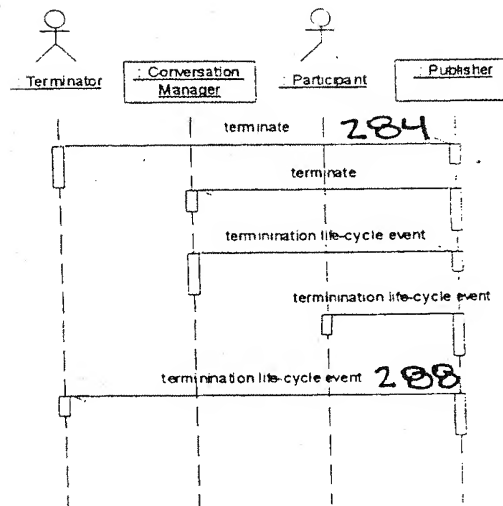 : Terminator
: Conversation
Manager
: Participant
: Publisher
terminate 284
terminate
terminination life-cycle event
terminination life-cycle event
terminination life-cycle event 288